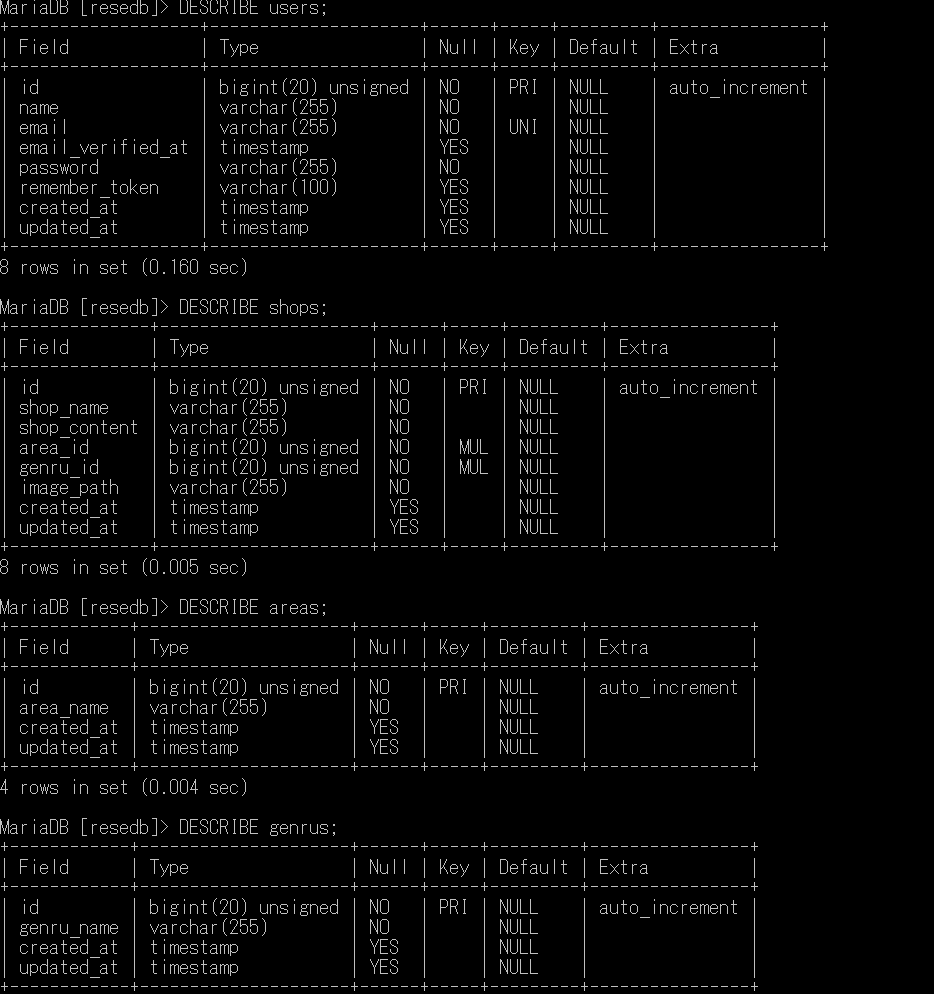 MariaDB [resedb]> DESCRIBE users;
+-------------------+---------------------+------+-----+---------+----------------+
| Field             | Type                | Null | Key | Default | Extra          |
+-------------------+---------------------+------+-----+---------+----------------+
| id                | bigint(20) unsigned | NO   | PRI | NULL    | auto_increment |
| name              | varchar(255)        | NO   |     | NULL    |                |
| email             | varchar(255)        | NO   | UNI | NULL    |                |
| email_verified_at | timestamp           | YES  |     | NULL    |                |
| password          | varchar(255)        | NO   |     | NULL    |                |
| remember_token    | varchar(100)        | YES  |     | NULL    |                |
| created_at        | timestamp           | YES  |     | NULL    |                |
| updated_at        | timestamp           | YES  |     | NULL    |                |
+-------------------+---------------------+------+-----+---------+----------------+
8 rows in set (0.160 sec)
MariaDB [resedb]> DESCRIBE shops;
+--------------+---------------------+------+-----+---------+----------------+
| Field        | Type                | Null | Key | Default | Extra          |
+--------------+---------------------+------+-----+---------+----------------+
| id           | bigint(20) unsigned | NO   | PRI | NULL    | auto_increment |
| shop_name    | varchar(255)        | NO   |     | NULL    |                |
| shop_content | varchar(255)        | NO   |     | NULL    |                |
| area_id      | bigint(20) unsigned | NO   | MUL | NULL    |                |
| genru_id     | bigint(20) unsigned | NO   | MUL | NULL    |                |
| image_path   | varchar(255)        | NO   |     | NULL    |                |
| created_at   | timestamp           | YES  |     | NULL    |                |
| updated_at   | timestamp           | YES  |     | NULL    |                |
+--------------+---------------------+------+-----+---------+----------------+
8 rows in set (0.005 sec)
MariaDB [resedb]> DESCRIBE areas;
+------------+---------------------+------+-----+---------+----------------+
| Field      | Type                | Null | Key | Default | Extra          |
+------------+---------------------+------+-----+---------+----------------+
| id         | bigint(20) unsigned | NO   | PRI | NULL    | auto_increment |
| area_name  | varchar(255)        | NO   |     | NULL    |                |
| created_at | timestamp           | YES  |     | NULL    |                |
| updated_at | timestamp           | YES  |     | NULL    |                |
+------------+---------------------+------+-----+---------+----------------+
4 rows in set (0.004 sec)
MariaDB [resedb]> DESCRIBE genrus;
+------------+---------------------+------+-----+---------+----------------+
| Field      | Type                | Null | Key | Default | Extra          |
+------------+---------------------+------+-----+---------+----------------+
| id         | bigint(20) unsigned | NO   | PRI | NULL    | auto_increment |
| genru_name | varchar(255)        | NO   |     | NULL    |                |
| created_at | timestamp           | YES  |     | NULL    |                |
| updated_at | timestamp           | YES  |     | NULL    |                |
+------------+---------------------+------+-----+---------+----------------+